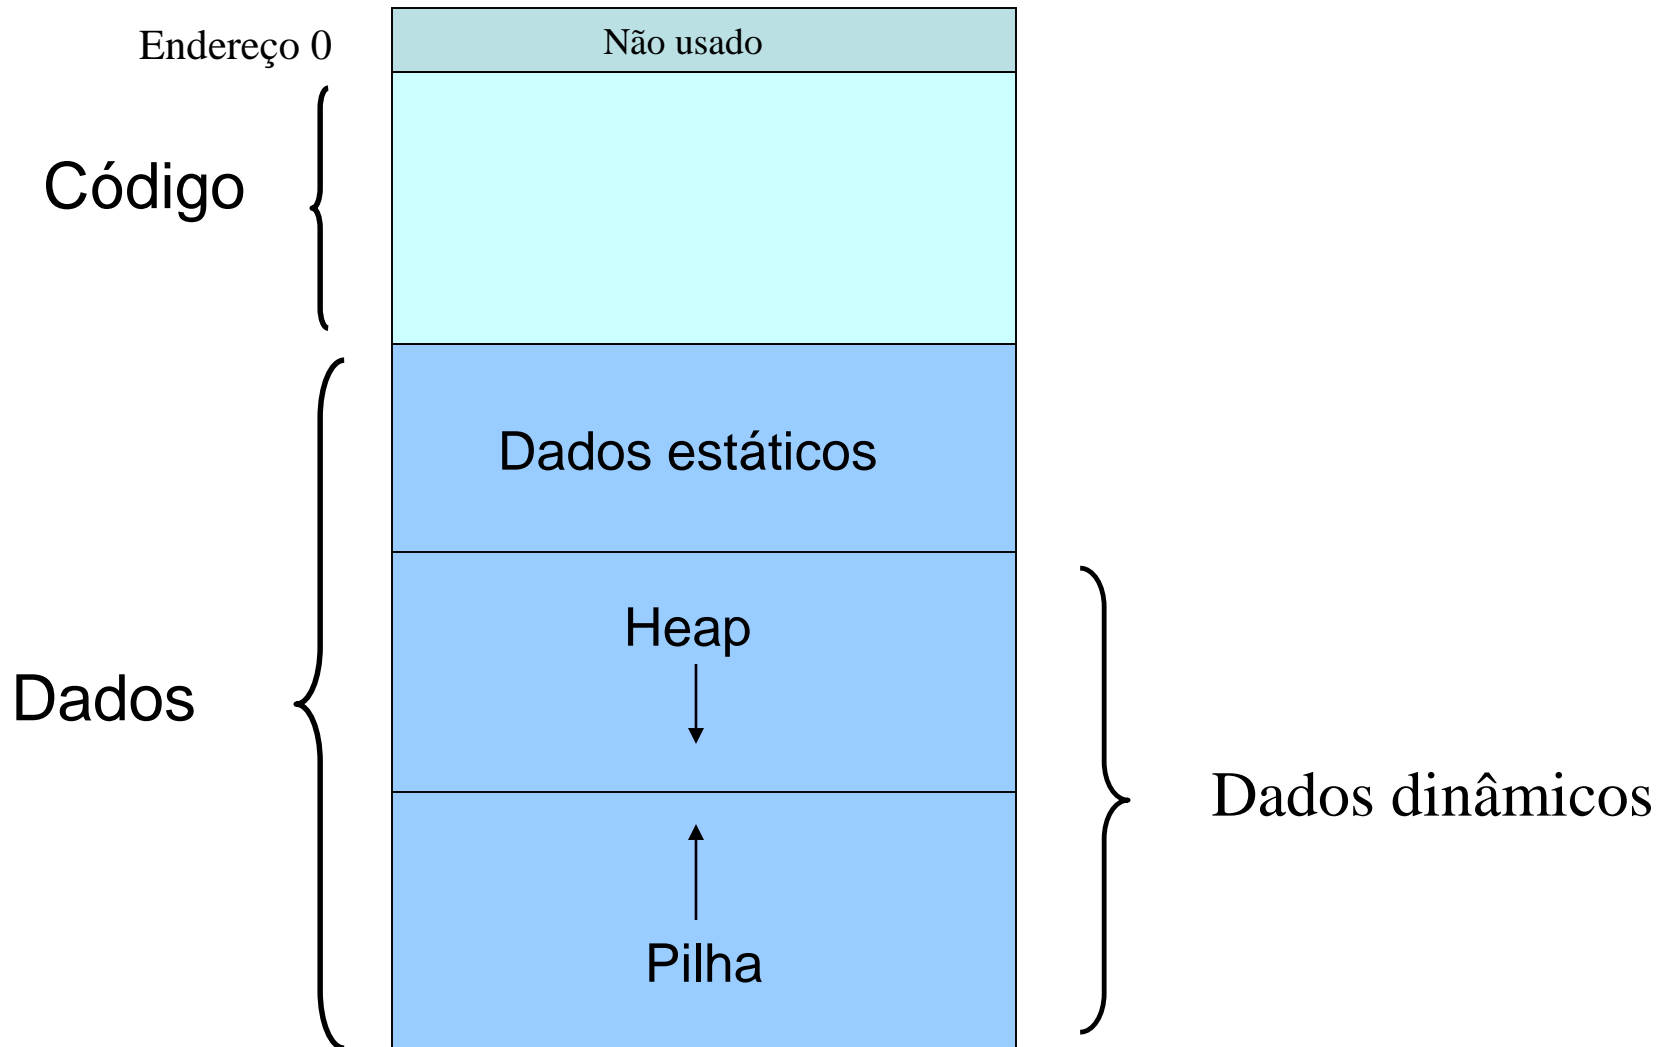 Endereço 0
Não usado
Código
Dados estáticos
Heap
Dados
Dados dinâmicos
Pilha